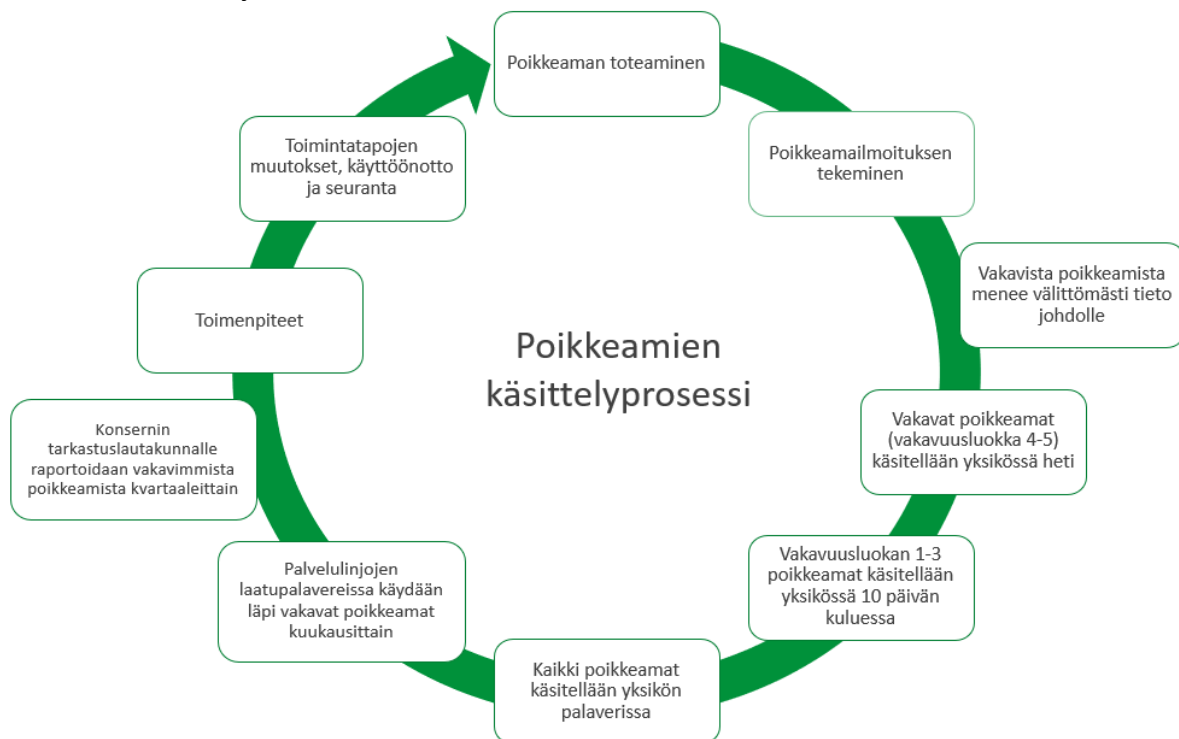 Poikkeaman toteaminen
Poikkeamailmoituksen
tekeminen
Vakavista poikkeamista
menee välittömästi tieto
johdolle
Vakavat poikkeamat
(vakavuusluokka 4-5)
käsitellään yksikössä heti
Vakavuusluokan 1-3
poikkeamat käsitellään
yksikössä 10 päivän
kuluessa
Kaikki poikkeamat
käsitellään yksikön
palaverissa
Palvelulinjojen
laatupalavereissa käydään
läpi vakavat poikkeamat
kuukausittain
Konsernin
tarkastuslautakunnalle
raportoidaan vakavimmista
poikkeamista kvartaaleittain
Toimenpiteet
Toimintatapojen
muutokset, käyttöönotto
ja seuranta
Poikkeamien
käsittelyprosessi